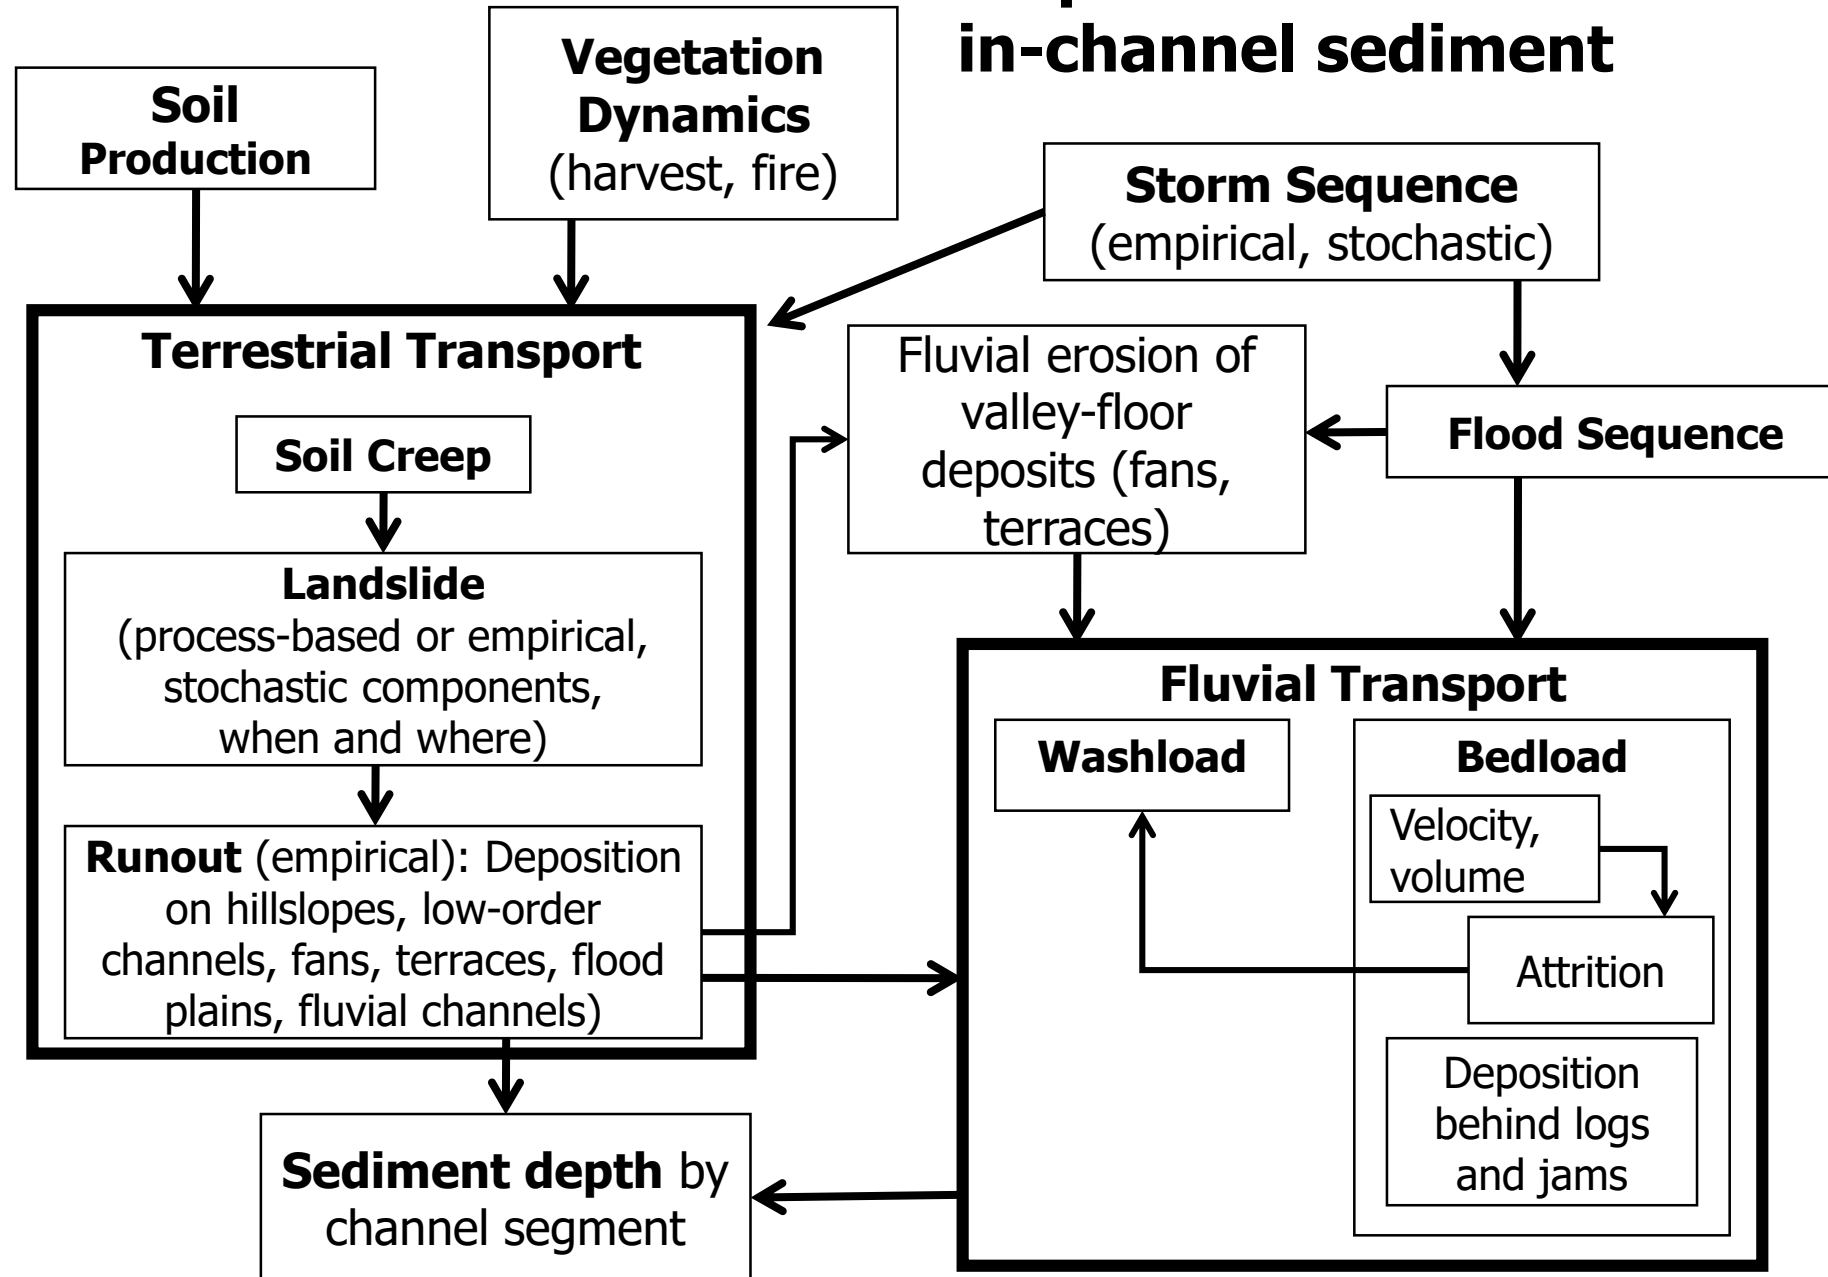 in-channel sediment
Vegetation
Dynamics
(harvest, fire)
Soil
Production
Storm Sequence
(empirical, stochastic)
Terrestrial Transport
Fluvial erosion of
valley-floor
deposits (fans,
terraces)
Flood Sequence
Soil Creep
Landslide
(process-based or empirical,
stochastic components,
when and where)
Runout (empirical): Deposition
on hillslopes, low-order
channels, fans, terraces, flood
plains, fluvial channels)
Fluvial Transport
Washload
Bedload
Velocity,
volume
Attrition
Deposition
behind logs
and jams
Sediment depth by
channel segment